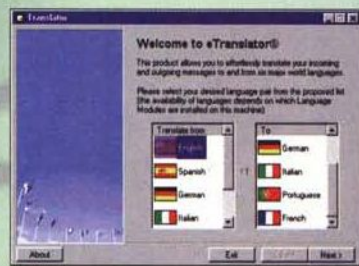 Translator
Welcome to eTranslator®
This product allows you to effortlessly translate your incoming
and outgoing messages to and from six major world languages.
Please select your desired language pair from the proposed list
(the availability of languages depends on which Language
Modules are installed on this machine)
Translate from
To
English
German
Spanish
Italian
German
Portuguese
Italian
French
About
Exit
Next >